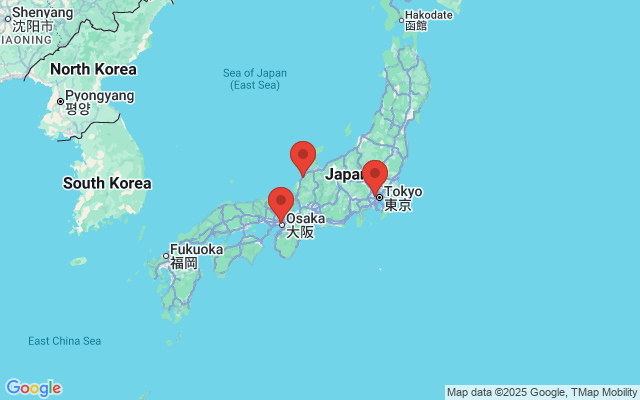 Shenyang
沈阳市
IAONING
Hakodate
函館
North Korea
Sea of Japan
(East Sea)
Pyongyang
평양
South Korea
Japan
Tokyo
東京
Osaka
大阪
Fukuoka
福岡
East China Sea
Google
Map data ©2025 Google, TMap Mobility